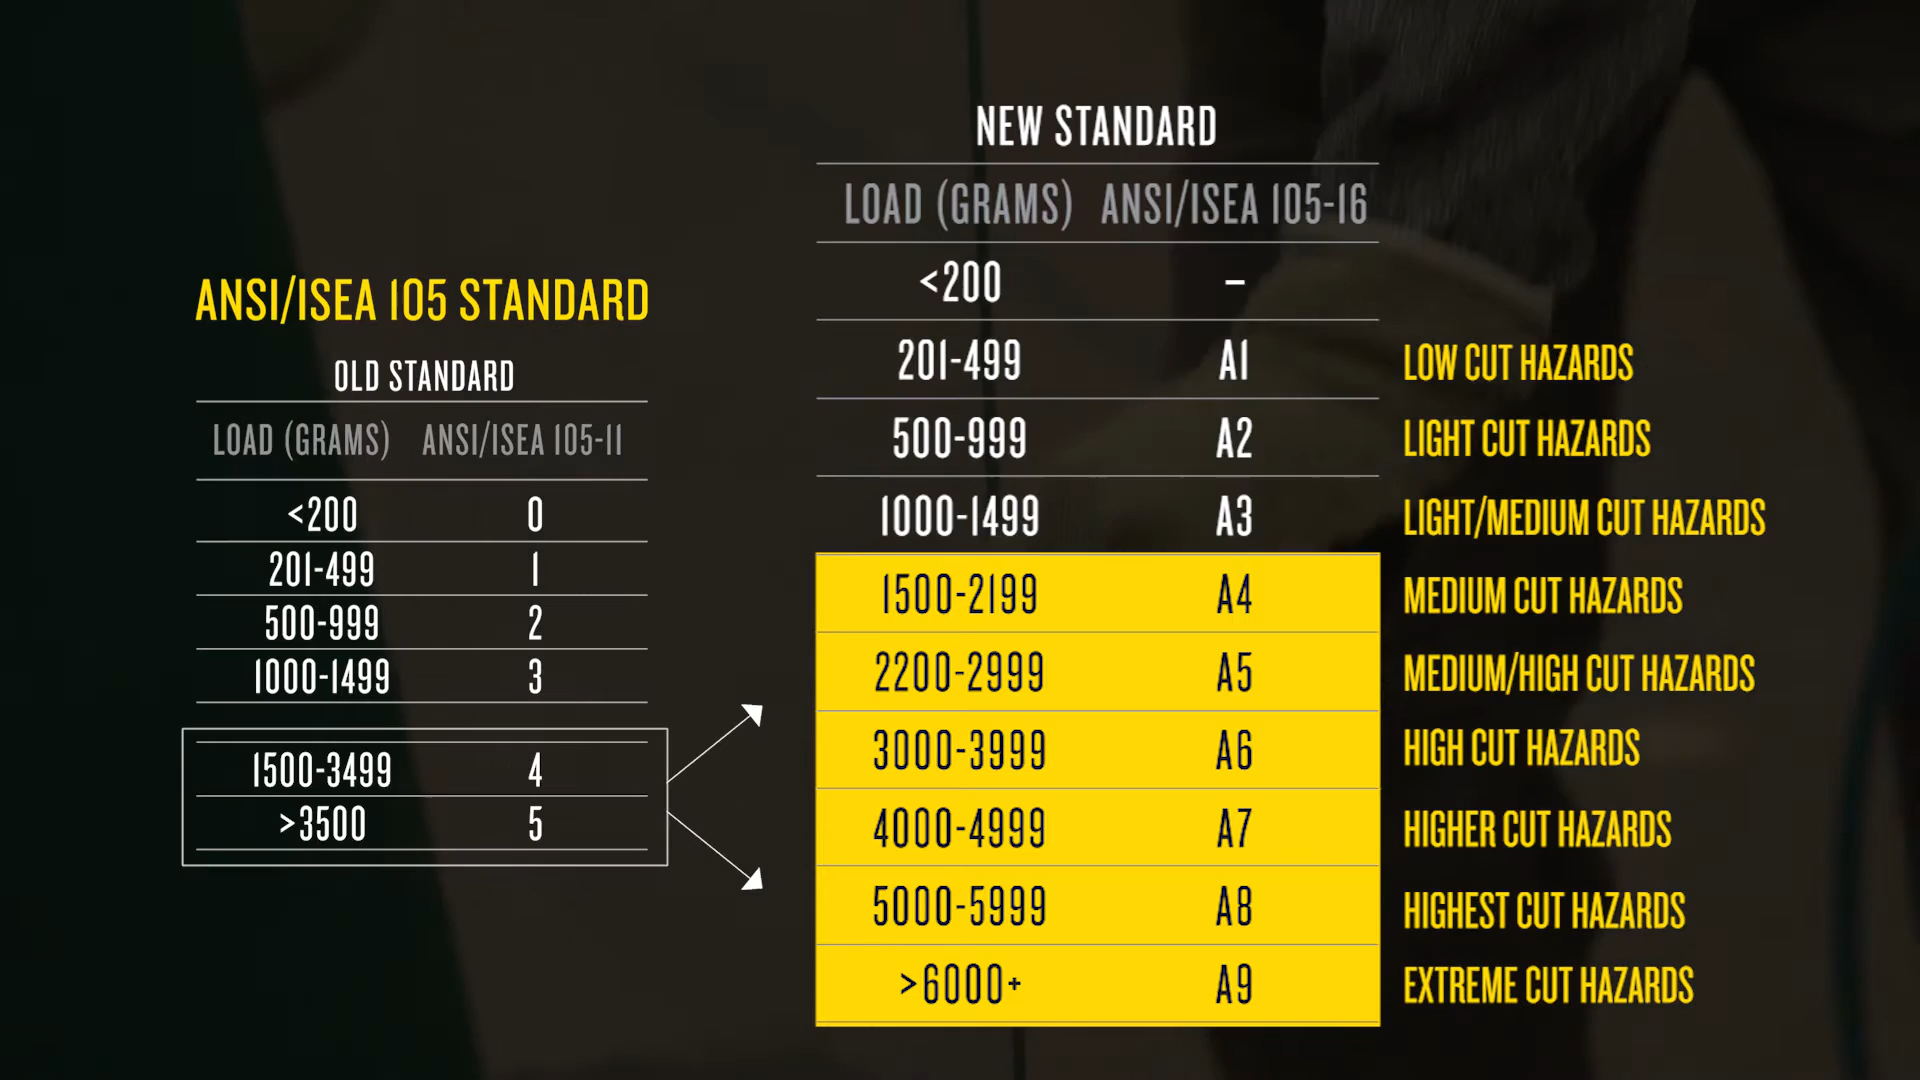 ANSI/ISEA 105 STANDARD
OLD STANDARD
LOAD (GRAMS) ANSI/ISEA 105-11
<200 0
201-499 1
500-999 2
1000-1499 3
1500-3499 4
>3500 5
NEW STANDARD
LOAD (GRAMS) ANSI/ISEA 105-16
<200 –
201-499 A1 LOW CUT HAZARDS
500-999 A2 LIGHT CUT HAZARDS
1000-1499 A3 LIGHT/MEDIUM CUT HAZARDS
1500-2199 A4 MEDIUM CUT HAZARDS
2200-2999 A5 MEDIUM/HIGH CUT HAZARDS
3000-3999 A6 HIGH CUT HAZARDS
4000-4999 A7 HIGHER CUT HAZARDS
5000-5999 A8 HIGHEST CUT HAZARDS
>6000+ A9 EXTREME CUT HAZARDS